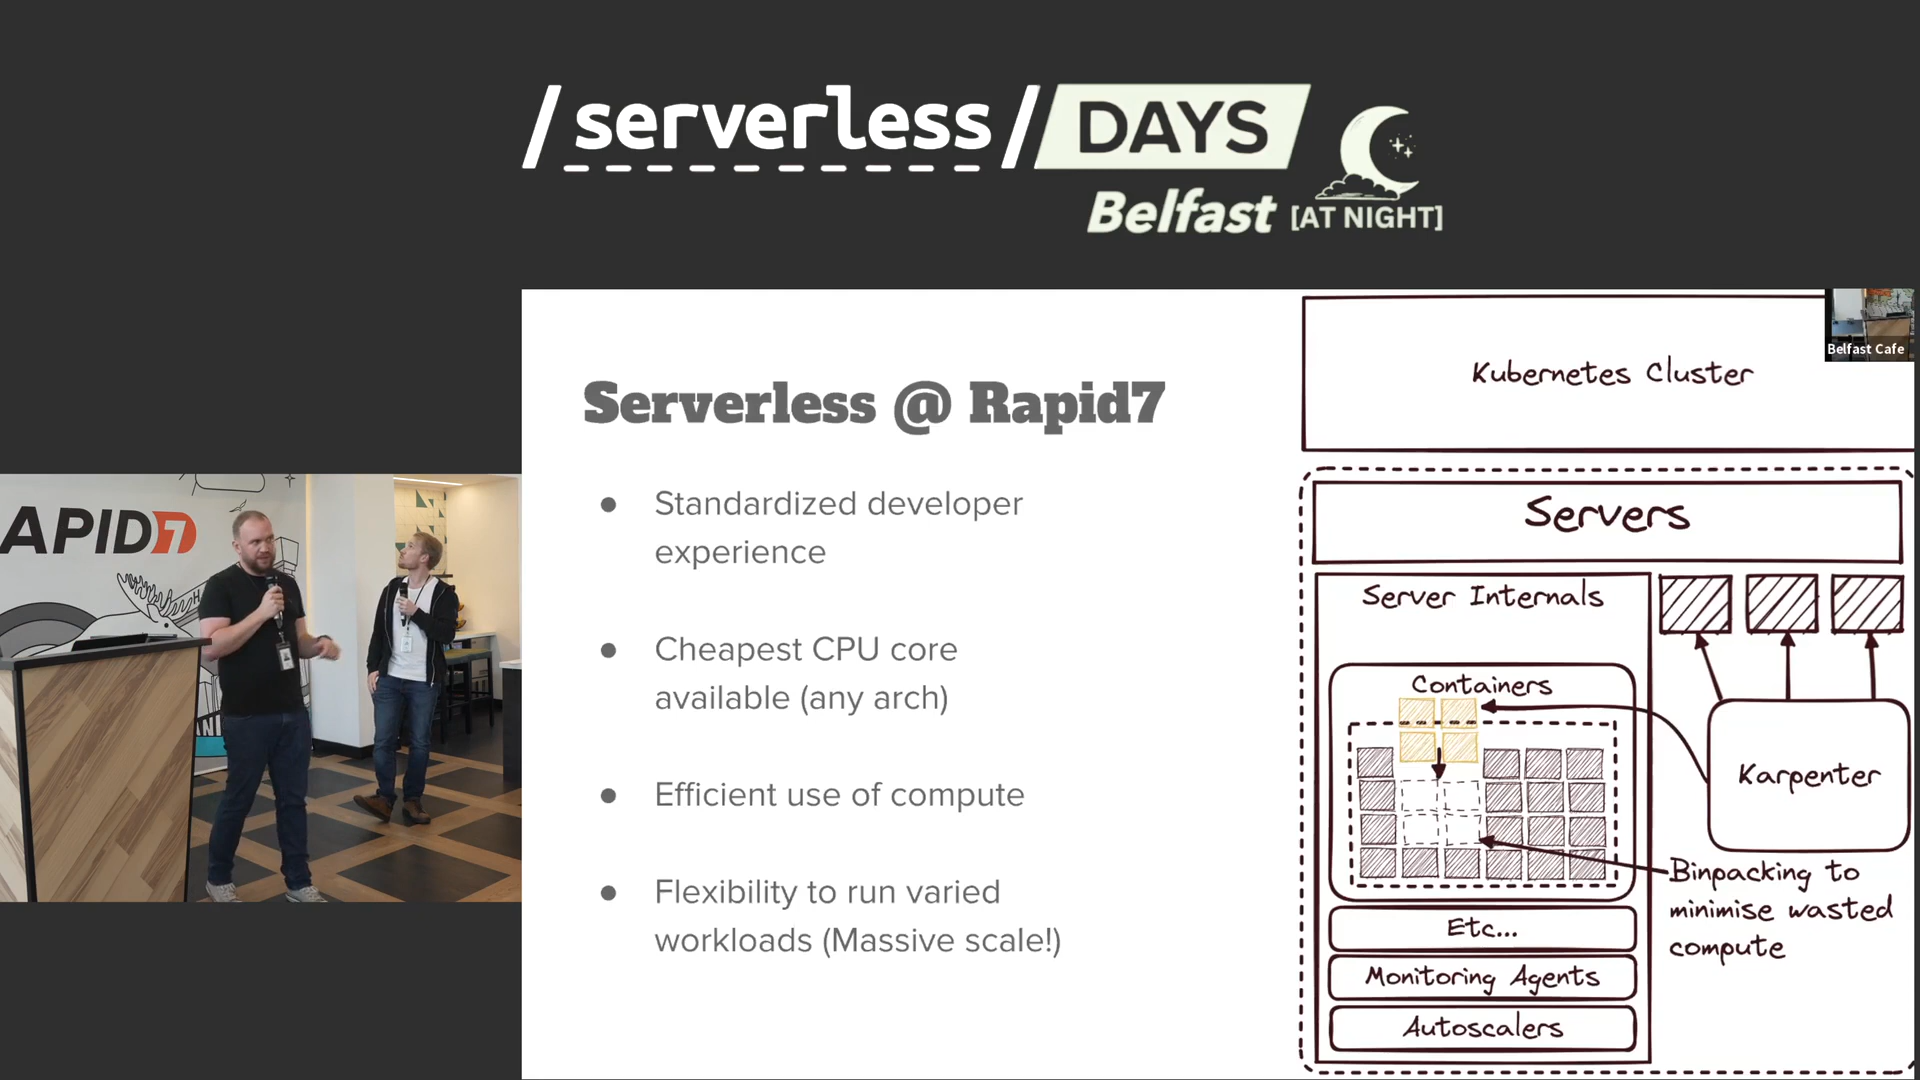 /serverless/ DAYS
Belfast [AT NIGHT]
Belfast Cafe
Serverless @ Rapid7
● Standardized developer
experience
● Cheapest CPU core
available (any arch)
● Efficient use of compute
● Flexibility to run varied
workloads (Massive scale!)
Kubernetes Cluster
Servers
Server Internals
Containers
Karpenter
Binpacking to
minimise wasted
compute
Etc...
Monitoring Agents
Autoscalers
APID7